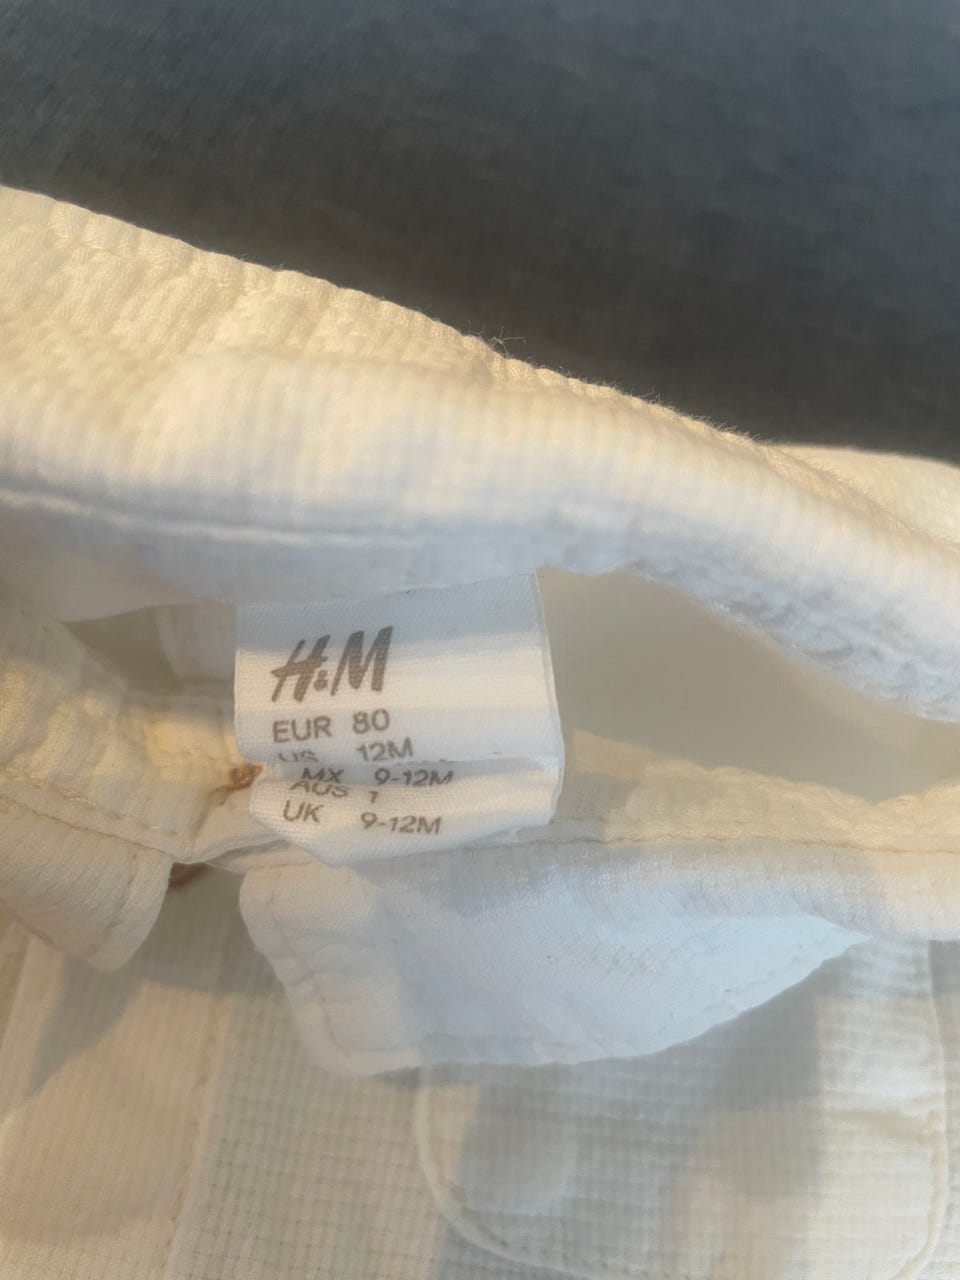 H&M
EUR 80
US 12M
MX 9-12M
AUS 1
UK 9-12M